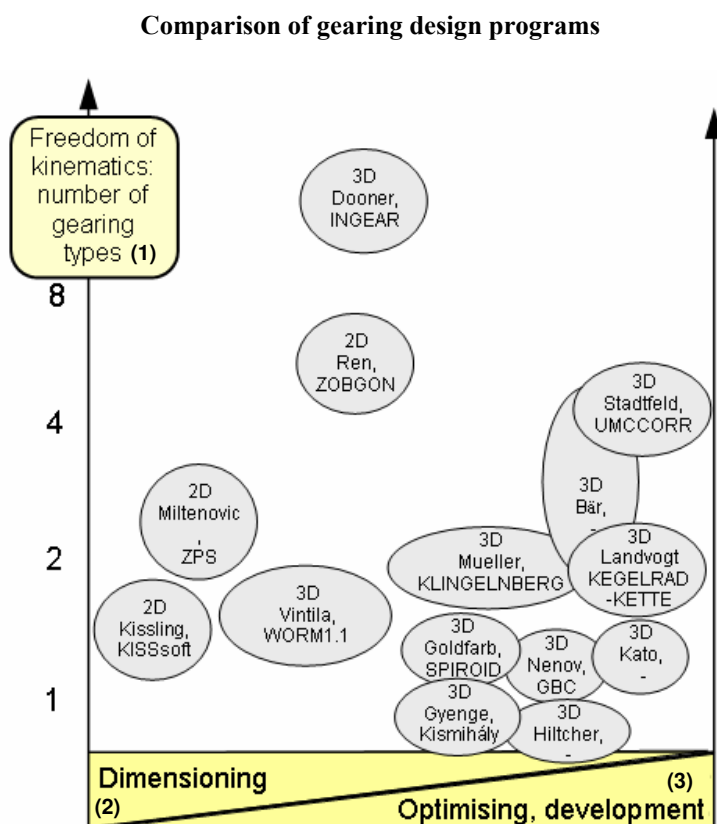 Comparison of gearing design programs
Freedom of
kinematics:
number of
gearing
types (1)
8
4
2
1
3D
Dooner,
INGEAR
2D
Ren,
ZOBGON
3D
Stadtfeld,
UMCCORR
3D
Bär,
-
2D
Miltenovic
,
ZPS
3D
Mueller,
KLINGELNBERG
3D
Landvogt
KEGELRAD
-KETTE
2D
Kissling,
KISSsoft
3D
Vintila,
WORM1.1
3D
Goldfarb,
SPIROID
3D
Nenov,
GBC
3D
Kato,
-
3D
Gyenge,
Kismihály
3D
Hiltcher,
-
Dimensioning
(2)
(3)
Optimising, development